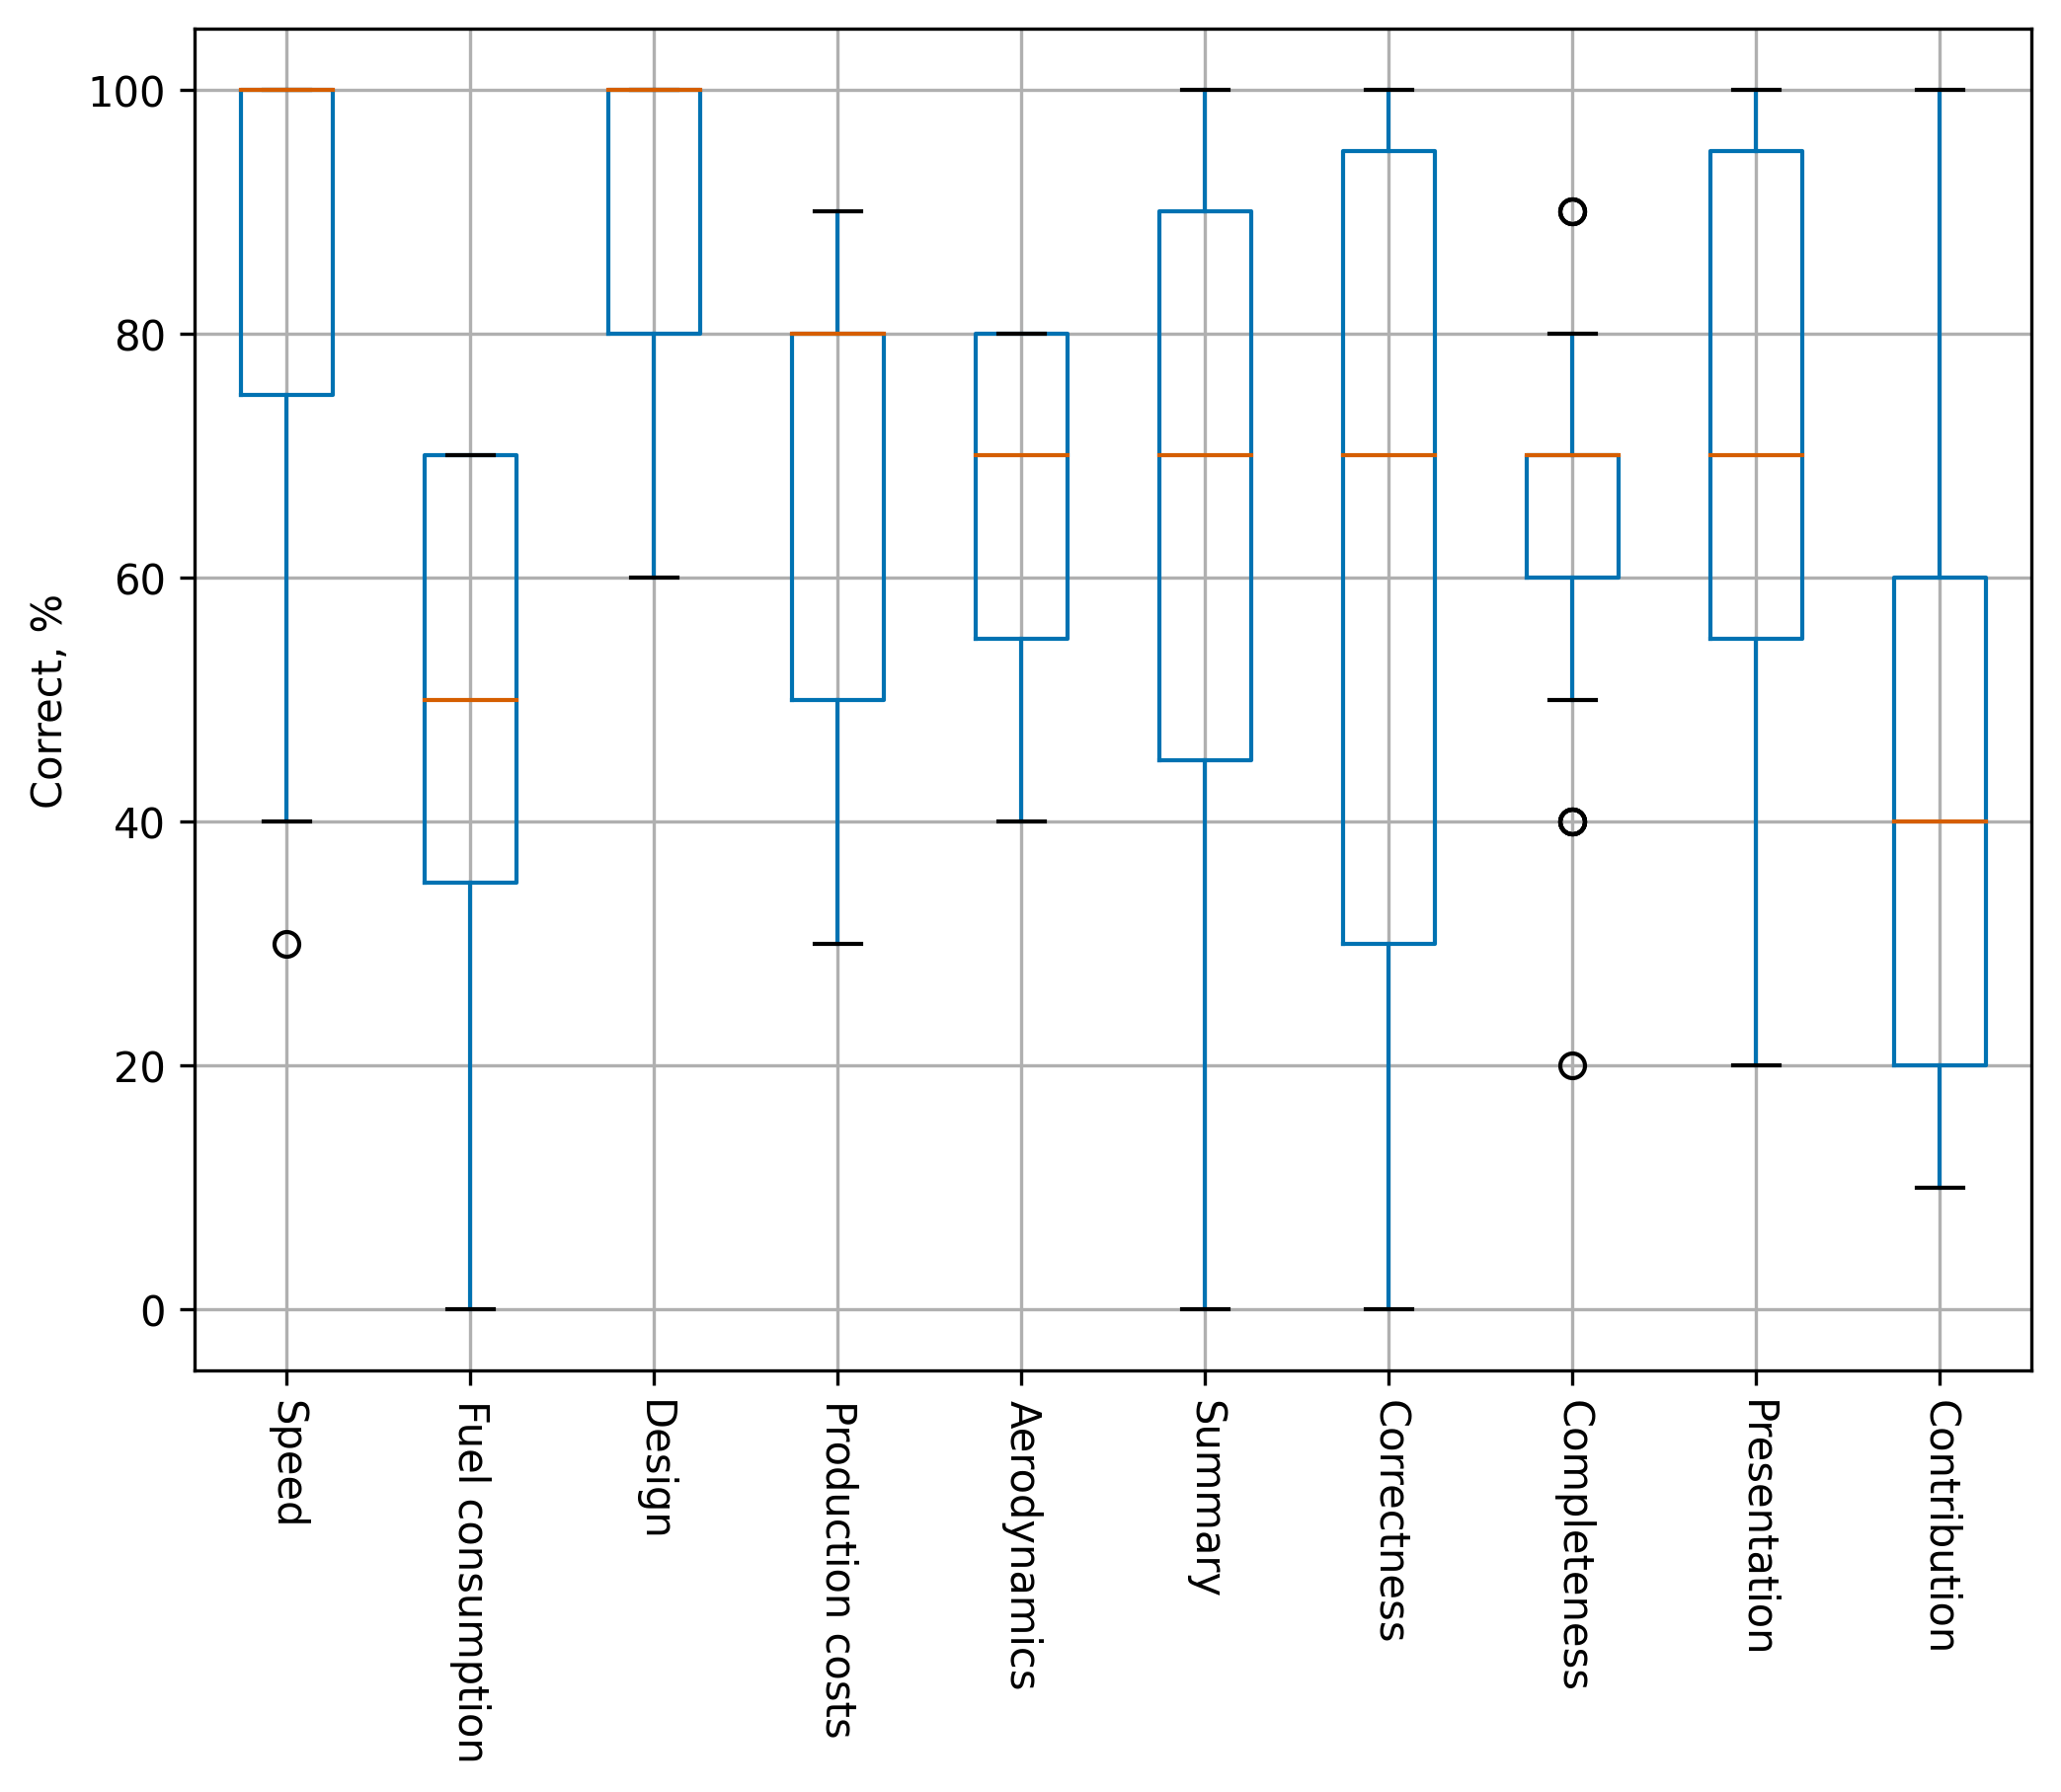 100
80
60
40
20
0
Correct, %
Speed
Fuel consumption
Design
Production costs
Aerodynamics
Summary
Correctness
Completeness
Presentation
Contribution